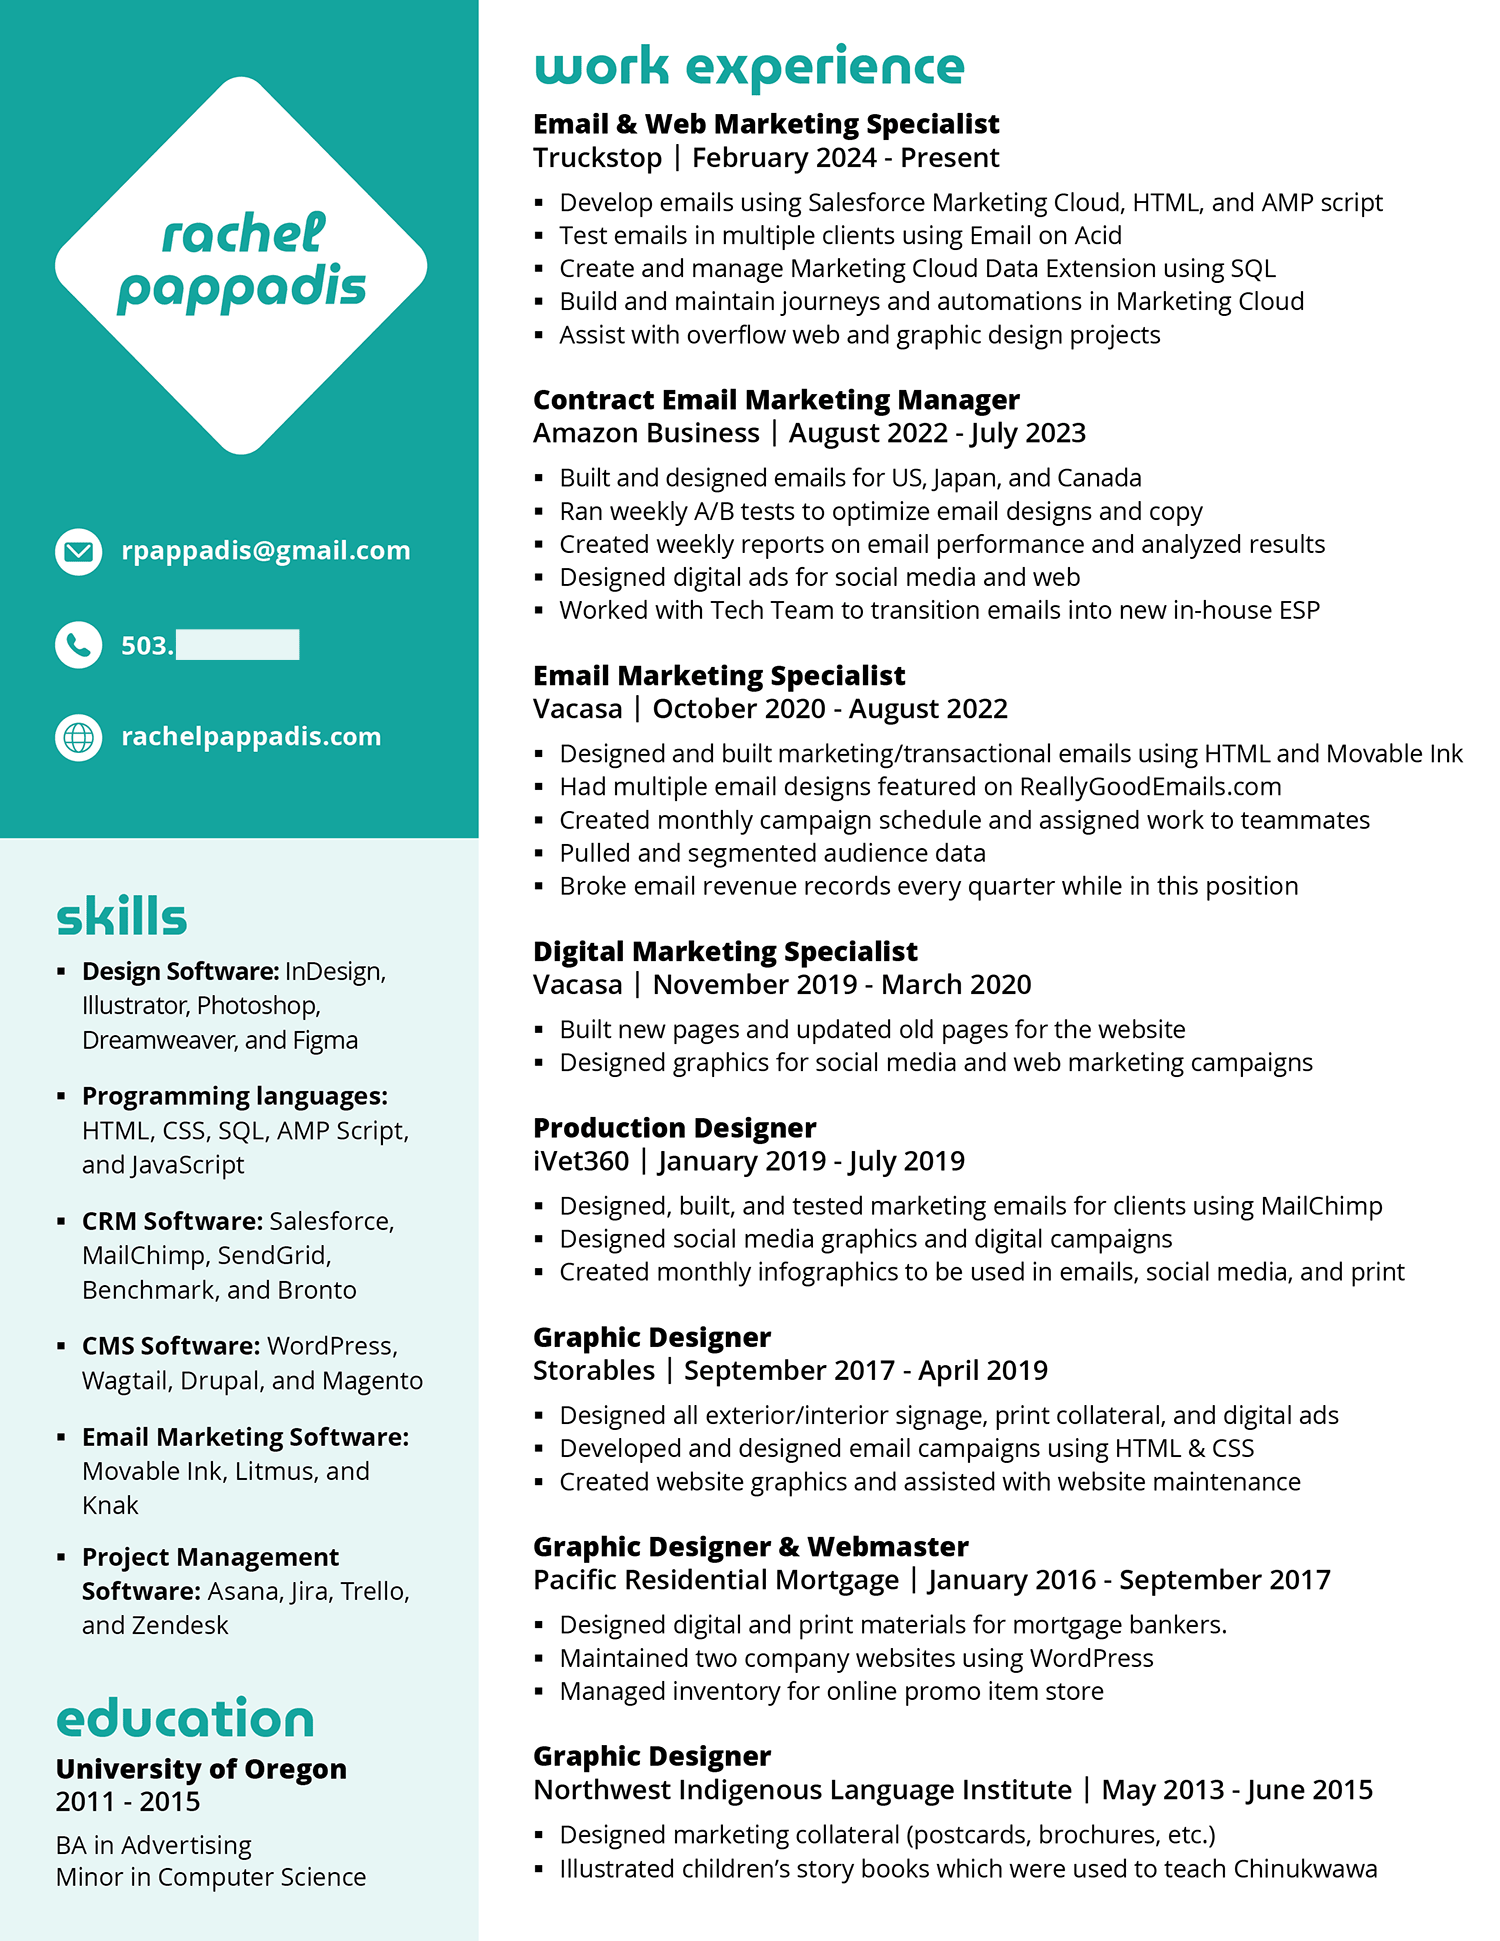 rachel
pappadis
rpappadis@gmail.com
503.
rachelpappadis.com
skills
▪ Design Software: InDesign,
Illustrator, Photoshop,
Dreamweaver, and Figma
▪ Programming languages:
HTML, CSS, SQL, AMP Script,
and JavaScript
▪ CRM Software: Salesforce,
MailChimp, SendGrid,
Benchmark, and Bronto
▪ CMS Software: WordPress,
Wagtail, Drupal, and Magento
▪ Email Marketing Software:
Movable Ink, Litmus, and
Knak
▪ Project Management
Software: Asana, Jira, Trello,
and Zendesk
education
University of Oregon
2011 - 2015
BA in Advertising
Minor in Computer Science
work experience
Email & Web Marketing Specialist
Truckstop | February 2024 - Present
▪ Develop emails using Salesforce Marketing Cloud, HTML, and AMP script
▪ Test emails in multiple clients using Email on Acid
▪ Create and manage Marketing Cloud Data Extension using SQL
▪ Build and maintain journeys and automations in Marketing Cloud
▪ Assist with overflow web and graphic design projects
Contract Email Marketing Manager
Amazon Business | August 2022 - July 2023
▪ Built and designed emails for US, Japan, and Canada
▪ Ran weekly A/B tests to optimize email designs and copy
▪ Created weekly reports on email performance and analyzed results
▪ Designed digital ads for social media and web
▪ Worked with Tech Team to transition emails into new in-house ESP
Email Marketing Specialist
Vacasa | October 2020 - August 2022
▪ Designed and built marketing/transactional emails using HTML and Movable Ink
▪ Had multiple email designs featured on ReallyGoodEmails.com
▪ Created monthly campaign schedule and assigned work to teammates
▪ Pulled and segmented audience data
▪ Broke email revenue records every quarter while in this position
Digital Marketing Specialist
Vacasa | November 2019 - March 2020
▪ Built new pages and updated old pages for the website
▪ Designed graphics for social media and web marketing campaigns
Production Designer
iVet360 | January 2019 - July 2019
▪ Designed, built, and tested marketing emails for clients using MailChimp
▪ Designed social media graphics and digital campaigns
▪ Created monthly infographics to be used in emails, social media, and print
Graphic Designer
Storables | September 2017 - April 2019
▪ Designed all exterior/interior signage, print collateral, and digital ads
▪ Developed and designed email campaigns using HTML & CSS
▪ Created website graphics and assisted with website maintenance
Graphic Designer & Webmaster
Pacific Residential Mortgage | January 2016 - September 2017
▪ Designed digital and print materials for mortgage bankers.
▪ Maintained two company websites using WordPress
▪ Managed inventory for online promo item store
Graphic Designer
Northwest Indigenous Language Institute | May 2013 - June 2015
▪ Designed marketing collateral (postcards, brochures, etc.)
▪ Illustrated children’s story books which were used to teach Chinukwawa